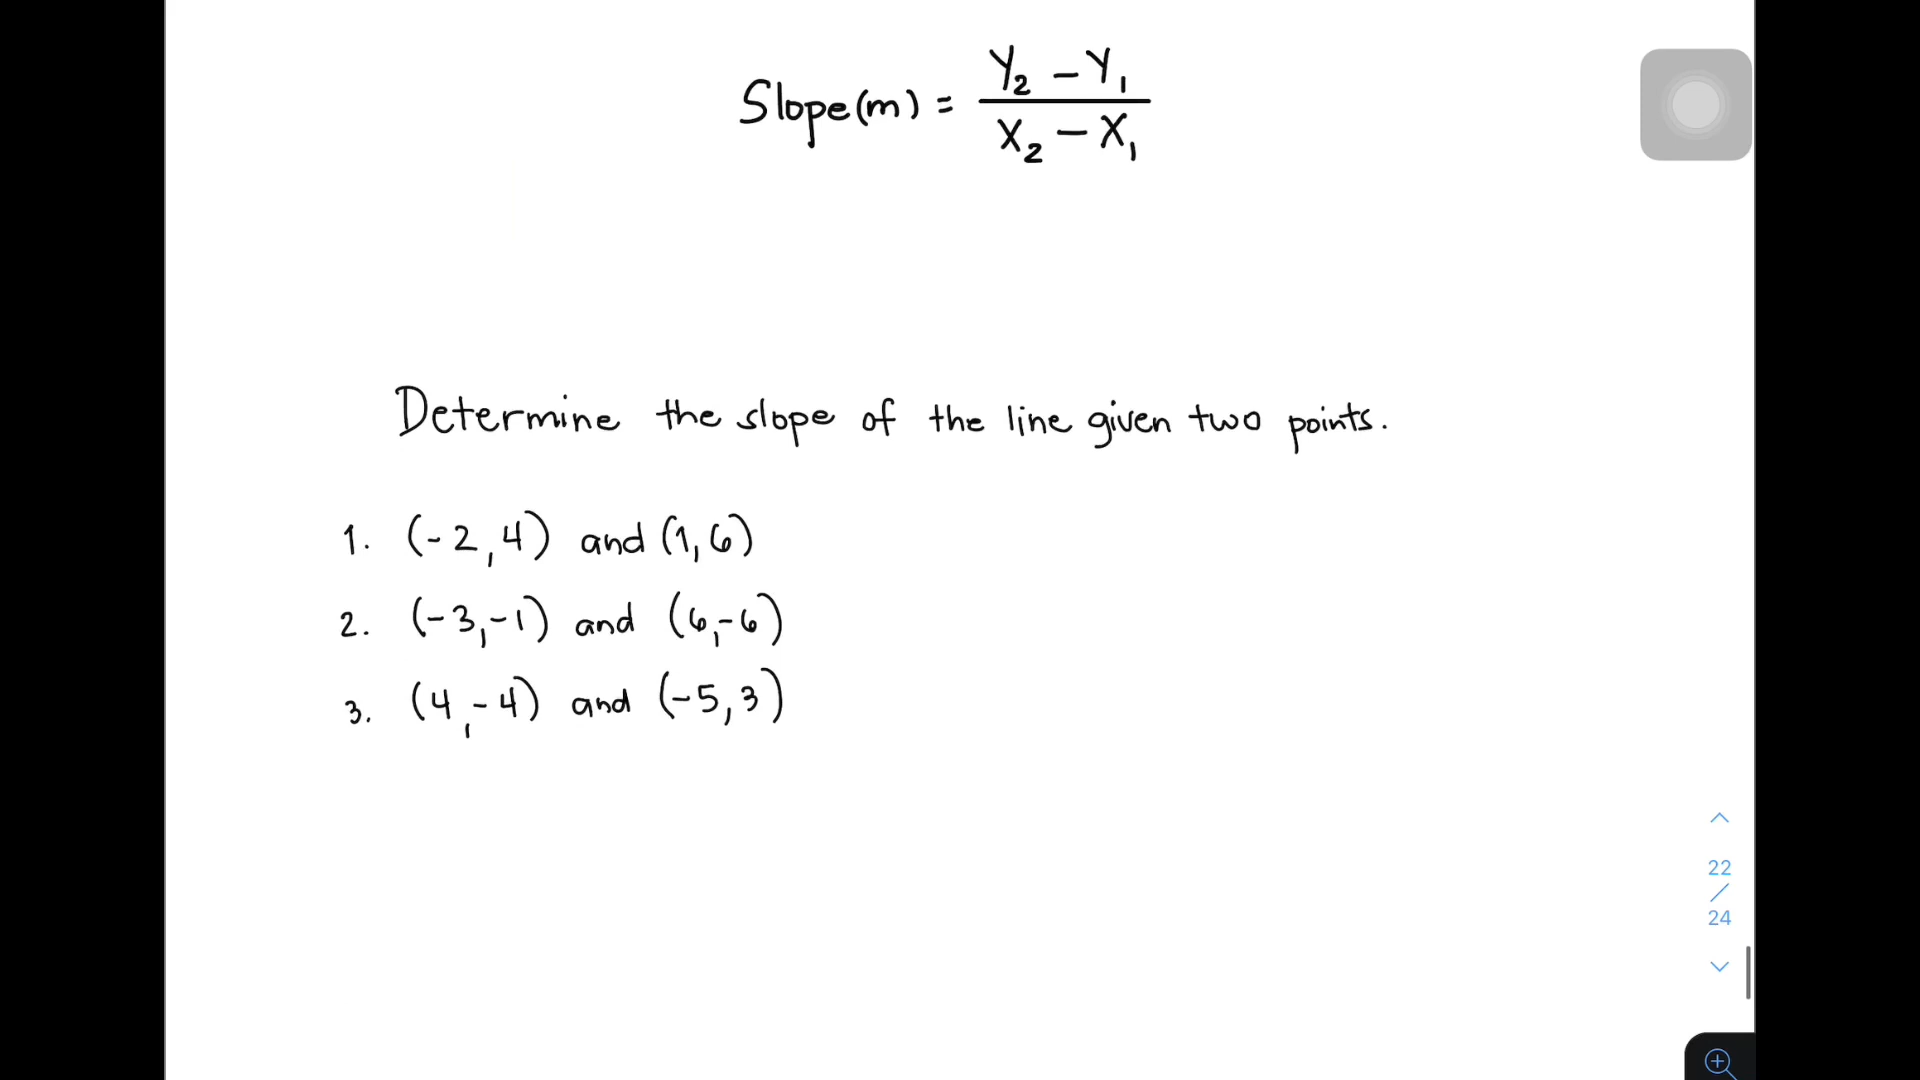 Slope(m) = Y₂ - Y₁ / X₂ - X₁
Determine the slope of the line given two points.
1. (-2,4) and (1,6)
2. (-3,-1) and (6,-6)
3. (4,-4) and (-5,3)
22
/
24